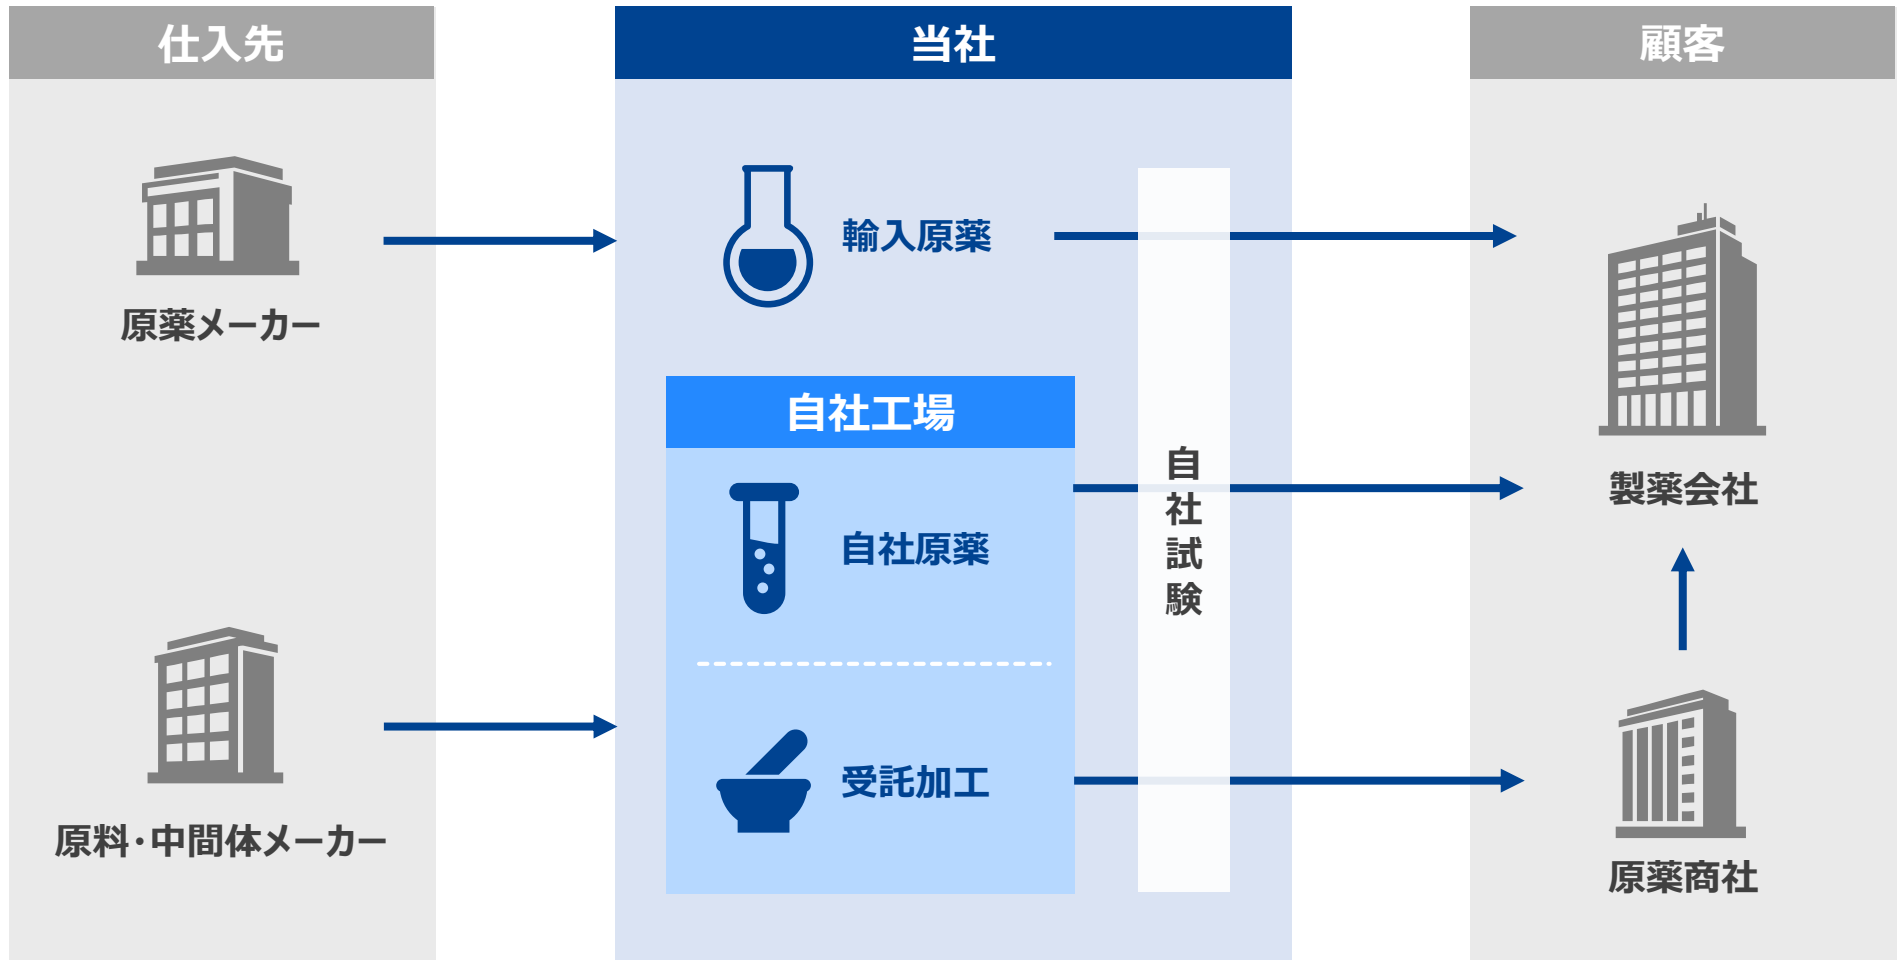 仕入先
当社
顧客
原薬メーカー
輸入原薬
自社工場
自社原薬
受託加工
自社試験
原料・中間体メーカー
製薬会社
原薬商社